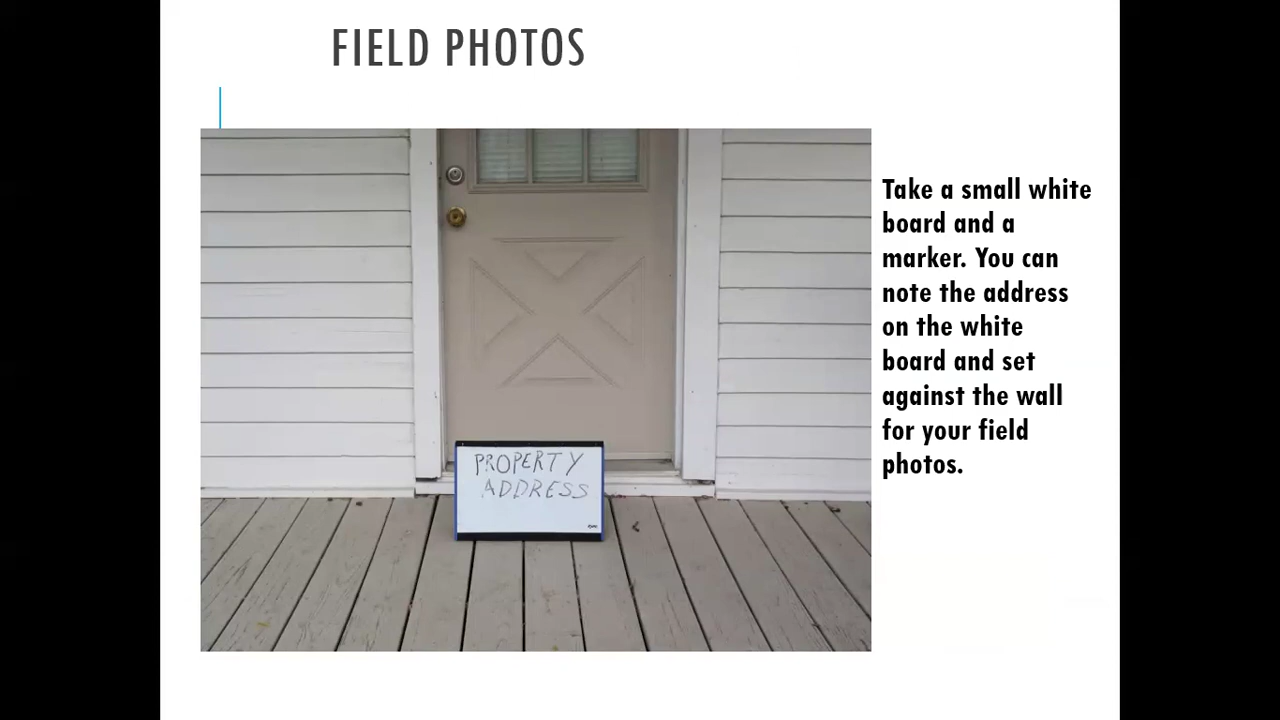 FIELD PHOTOS
Take a small white
board and a
marker. You can
note the address
on the white
board and set
against the wall
for your field
photos.
PROPERTY
ADDRESS